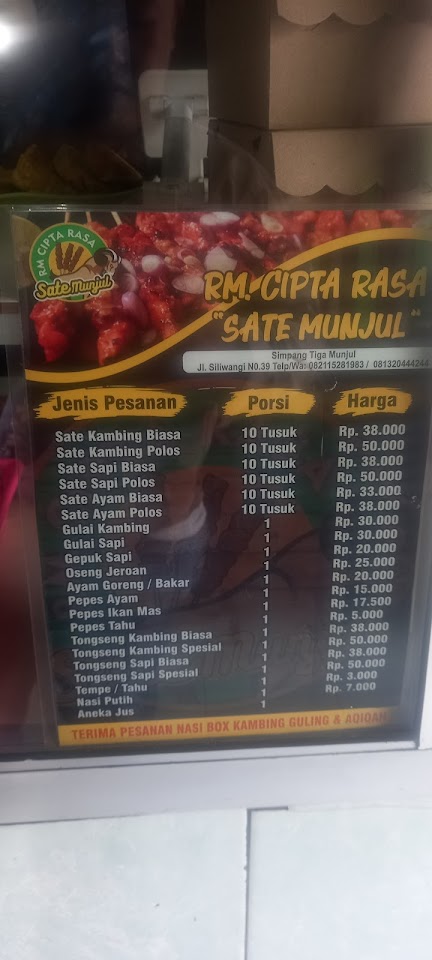 RM CIPTA RASA
Sate Munjul
RM. CIPTA RASA
"SATE MUNJUL"
Simpang Tiga Munjul
Jl. Siliwangi N0.39 Telp/Wa: 082115281983 / 081320444244
Jenis Pesanan
Sate Kambing Biasa
Sate Kambing Polos
Sate Sapi Biasa
Sate Sapi Polos
Sate Ayam Biasa
Sate Ayam Polos
Gulai Kambing
Gulai Sapi
Gepuk Sapi
Oseng Jeroan
Ayam Goreng / Bakar
Pepes Ayam
Pepes Ikan Mas
Pepes Tahu
Tongseng Kambing Biasa
Tongseng Kambing Spesial
Tongseng Sapi Biasa
Tongseng Sapi Spesial
Tempe / Tahu
Nasi Putih
Aneka Jus
Porsi
10 Tusuk
10 Tusuk
10 Tusuk
10 Tusuk
10 Tusuk
10 Tusuk
1
1
1
1
1
1
1
1
1
1
1
1
1
1
Harga
Rp. 38.000
Rp. 50.000
Rp. 38.000
Rp. 50.000
Rp. 33.000
Rp. 38.000
Rp. 30.000
Rp. 30.000
Rp. 20.000
Rp. 25.000
Rp. 20.000
Rp. 15.000
Rp. 17.500
Rp. 5.000
Rp. 38.000
Rp. 50.000
Rp. 38.000
Rp. 50.000
Rp. 3.000
Rp. 7.000
TERIMA PESANAN NASI BOX KAMBING GULING & AQIQAH